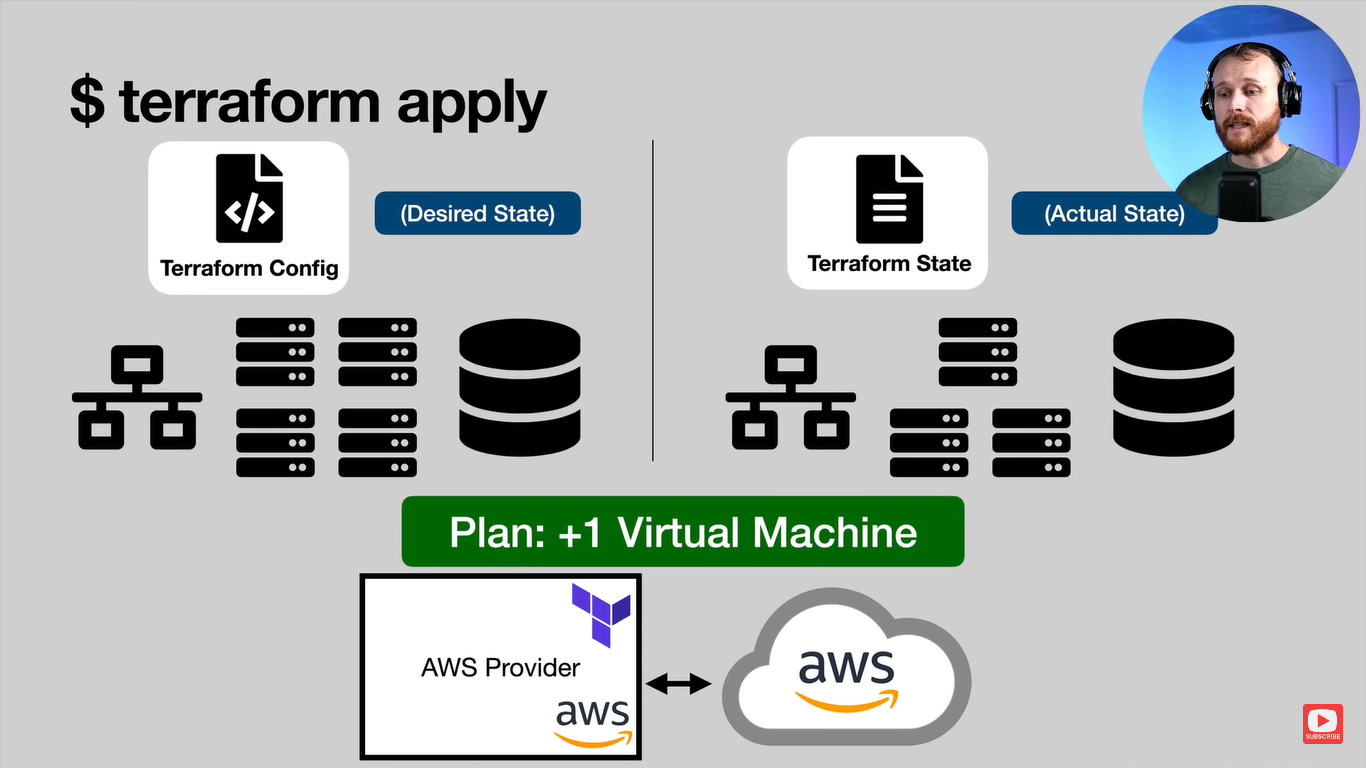 $ terraform apply
Terraform Config
(Desired State)
Terraform State
(Actual State)
Plan: +1 Virtual Machine
AWS Provider
aws
aws
SUBSCRIBE